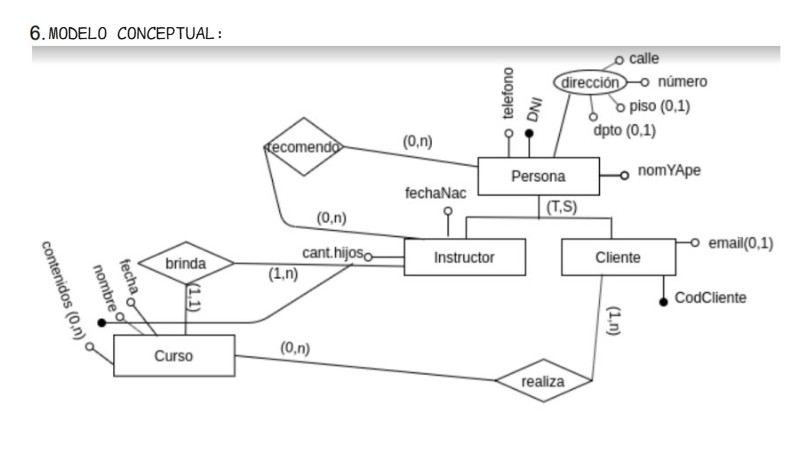 6. MODELO CONCEPTUAL:
calle
dirección
número
piso (0,1)
dpto (0,1)
telefono
DNI
recomendo
(0,n)
Persona
nomYApe
fechaNac
(T,S)
(0,n)
contenidos (0,n)
nombre
fecha
brinda
(1,n)
cant.hijos
Instructor
Cliente
email(0,1)
(1,1)
CodCliente
(1,n)
Curso
(0,n)
realiza